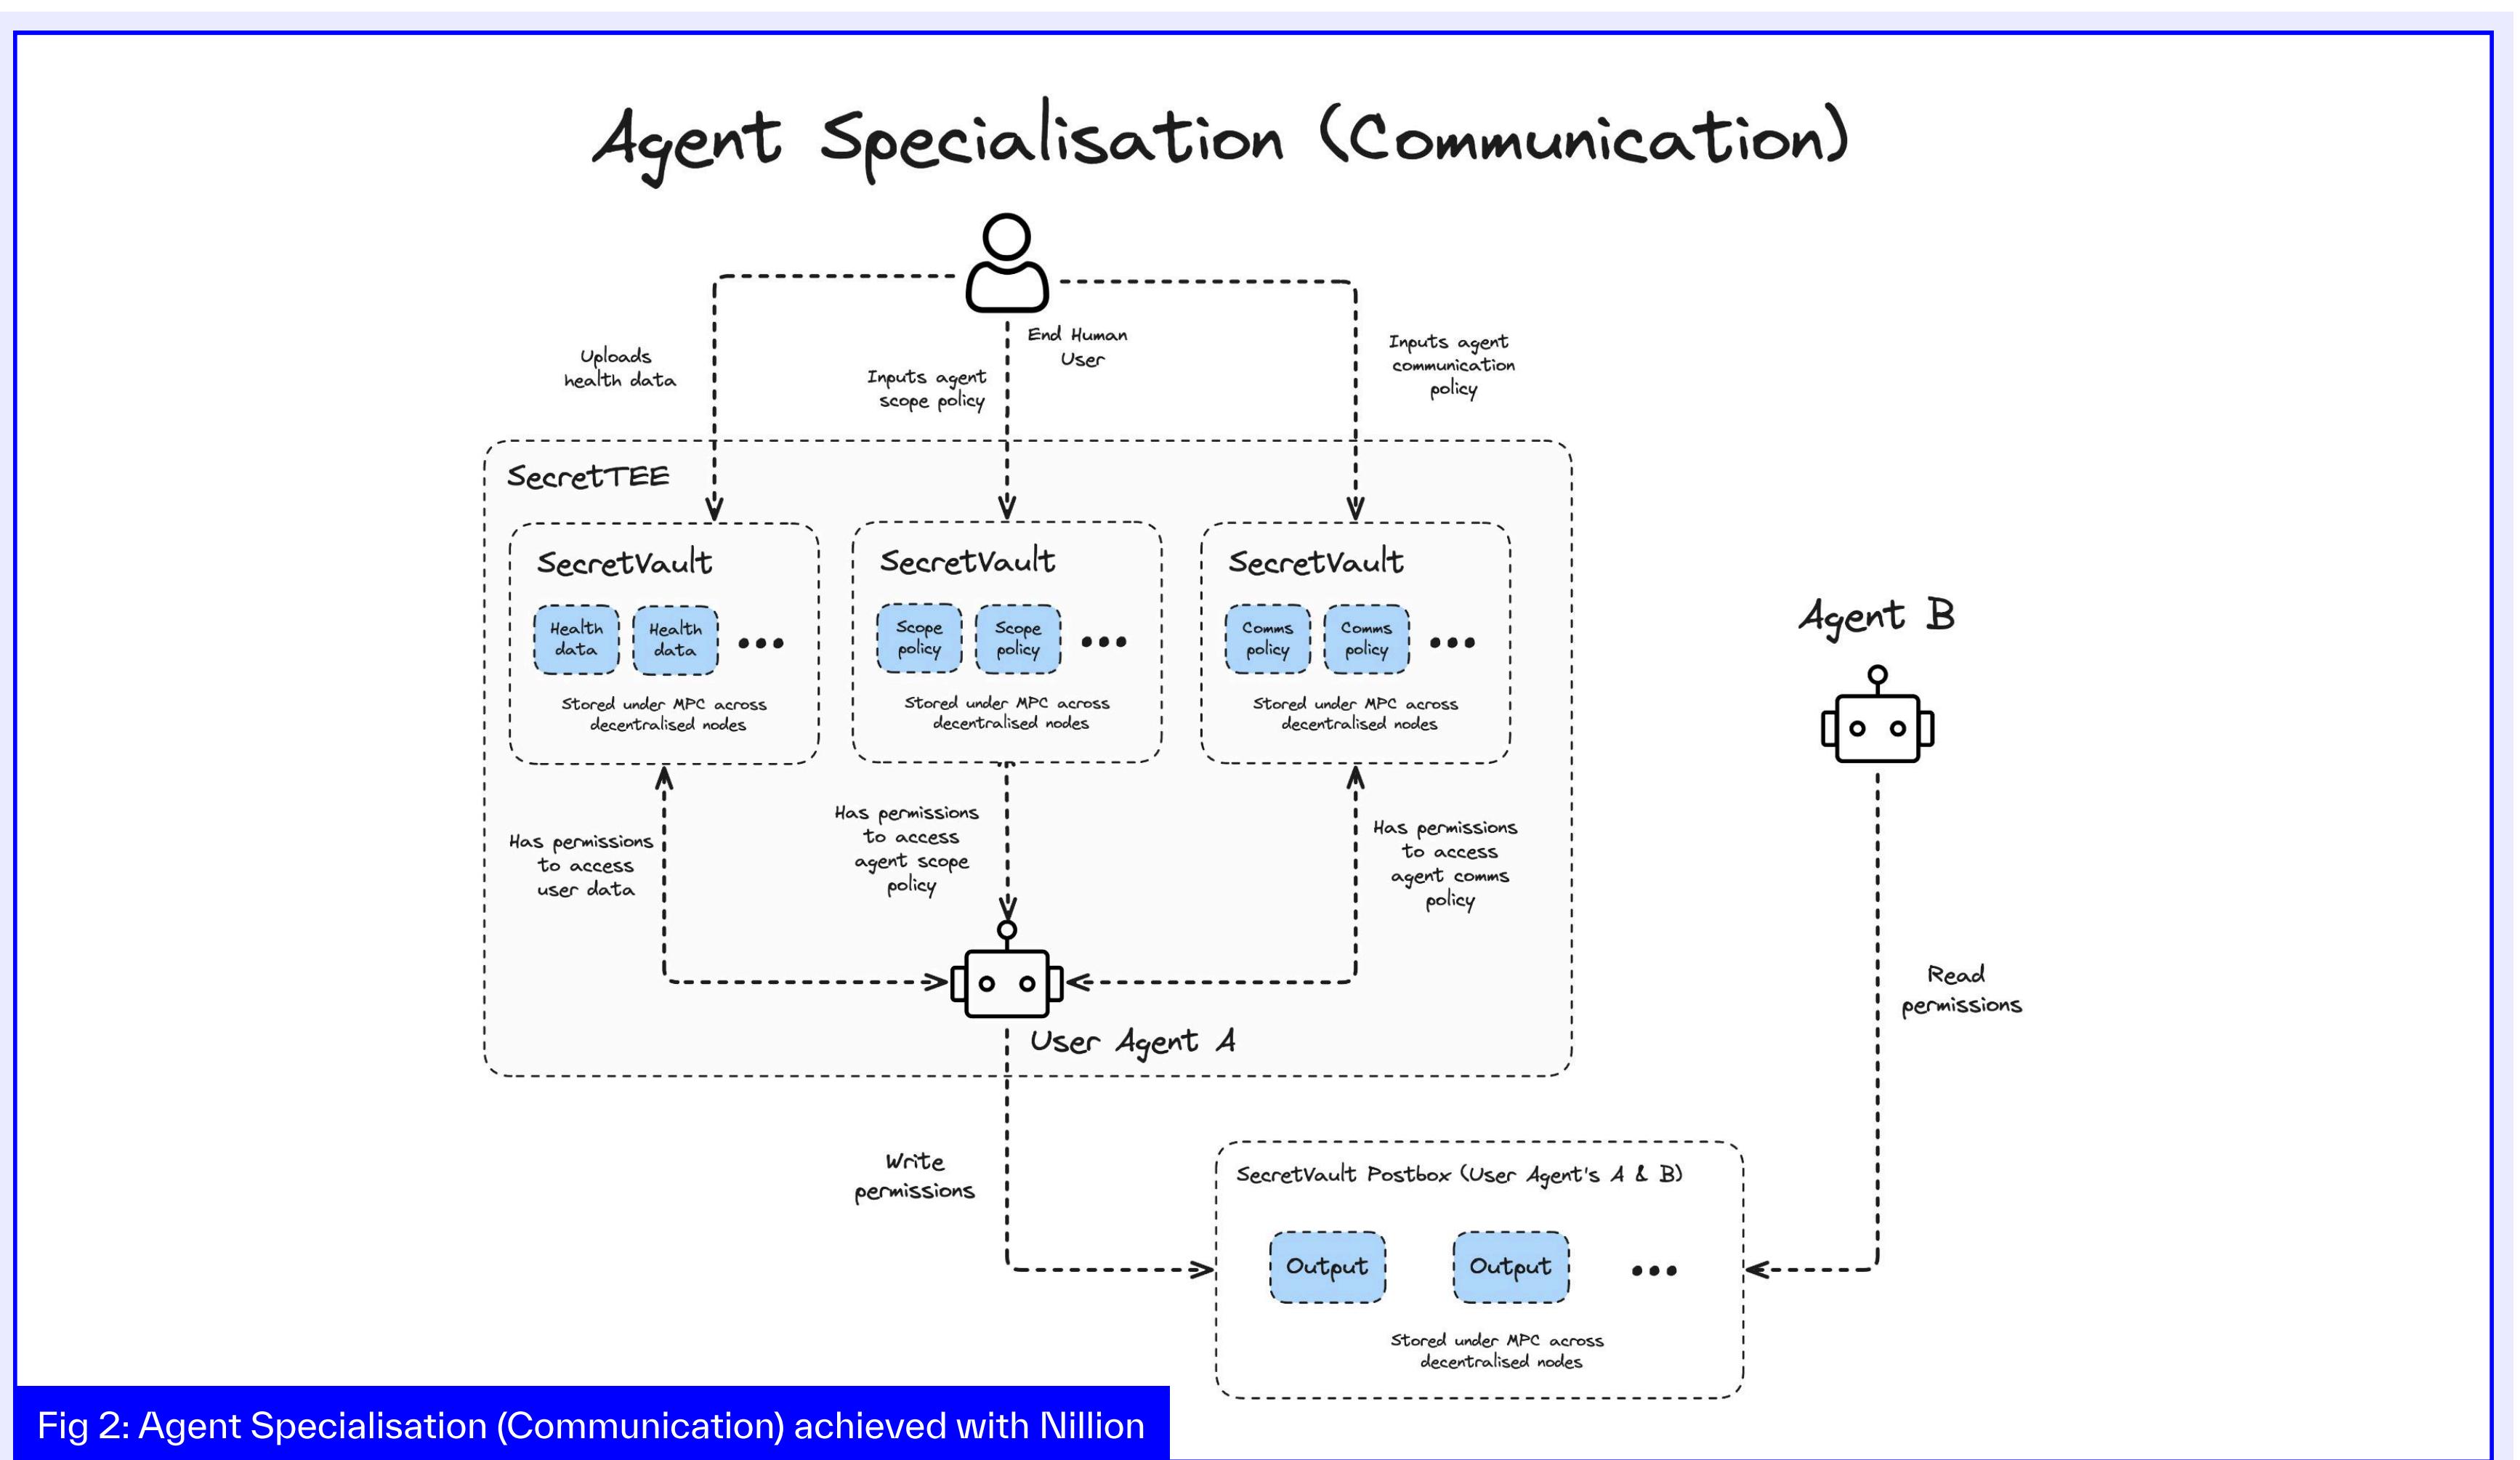 Agent Specialisation (Communication)
End Human
User
Uploads
health data
Inputs agent
scope policy
Inputs agent
communication
policy
SecretTEE
SecretVault
Health
data
Health
data
Stored under MPC across
decentralised nodes
SecretVault
Scope
policy
Scope
policy
Stored under MPC across
decentralised nodes
SecretVault
Comms
policy
Comms
policy
Stored under MPC across
decentralised nodes
Agent B
Has permissions
to access
user data
Has permissions
to access
agent scope
policy
Has permissions
to access
agent comms
policy
User Agent A
Read
permissions
Write
permissions
SecretVault Postbox (User Agent's A & B)
Output
Output
Stored under MPC across
decentralised nodes
Fig 2: Agent Specialisation (Communication) achieved with Nillion